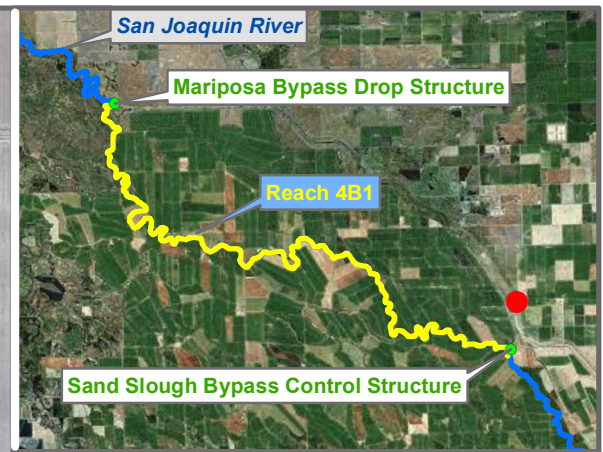 San Joaquin River
Mariposa Bypass Drop Structure
Reach 4B1
Sand Slough Bypass Control Structure